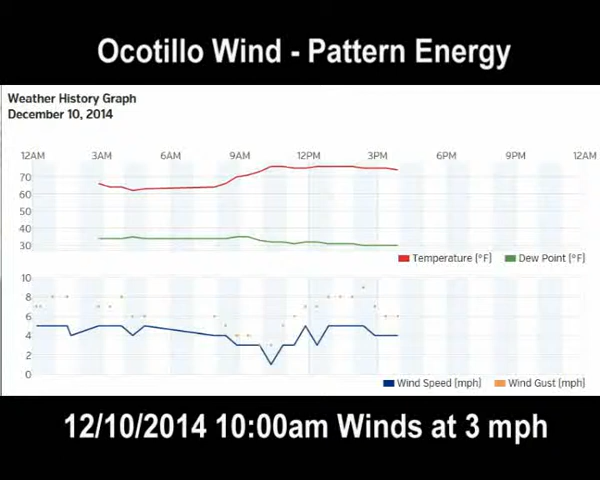 Ocotillo Wind - Pattern Energy
Weather History Graph
December 10, 2014
12AM 3AM 6AM 9AM 12PM 3PM 6PM 9PM 12AM
70
60
50
40
30
Temperature (°F) Dew Point (°F)
10
8
6
4
2
0
Wind Speed (mph) Wind Gust (mph)
12/10/2014 10:00am Winds at 3 mph